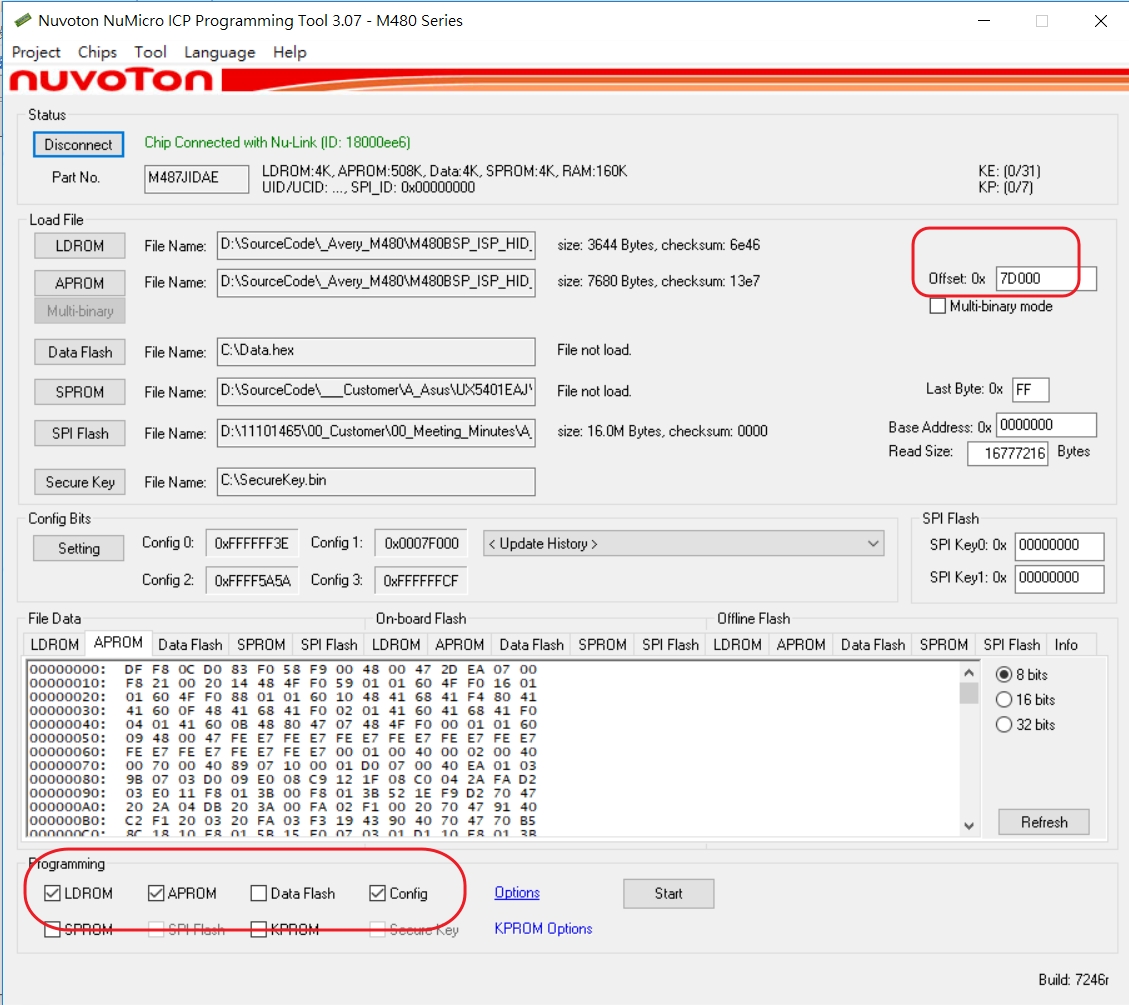 Nuvoton NuMicro ICP Programming Tool 3.07 - M480 Series
Project Chips Tool Language Help
nuvoTon
Status
Disconnect Chip Connected with Nu-Link (ID: 18000ee6)
Part No. M487JIDAE LDROM:4K, APROM:508K, Data:4K, SPROM:4K, RAM:160K KE: (0/31)
UID/UCID: ..., SPI_ID: 0x00000000 KP: (0/7)
Load File
LDROM File Name: D:\SourceCode\_Avery_M480\M480BSP_ISP_HID_ size: 3644 Bytes, checksum: 6e46
APROM File Name: D:\SourceCode\_Avery_M480\M480BSP_ISP_HID_ size: 7680 Bytes, checksum: 13e7 Offset: 0x 7D000
Multi-binary Multi-binary mode
Data Flash File Name: C:\Data.hex File not load.
SPROM File Name: D:\SourceCode\___Customer\A_Asus\UX5401EAJ\ File not load. Last Byte: 0x FF
SPI Flash File Name: D:\11101465\00_Customer\00_Meeting_Minutes\A_ size: 16.0M Bytes, checksum: 0000 Base Address: 0x 0000000
Read Size: 16777216 Bytes
Secure Key File Name: C:\SecureKey.bin
Config Bits SPI Flash
Setting Config 0: 0xFFFFFF3E Config 1: 0x0007F000 < Update History > SPI Key0: 0x 00000000
Config 2: 0xFFFF5A5A Config 3: 0xFFFFFFCF SPI Key1: 0x 00000000
File Data On-board Flash Offline Flash
LDROM APROM Data Flash SPROM SPI Flash LDROM APROM Data Flash SPROM SPI Flash LDROM APROM Data Flash SPROM SPI Flash Info
00000000: DF F8 0C D0 83 F0 58 F9 00 48 00 47 2D EA 07 00 8 bits
00000010: F8 21 00 20 14 48 4F F0 59 01 01 60 4F F0 16 01
00000020: 01 60 4F F0 88 01 01 60 10 48 41 68 41 F4 80 41 16 bits
00000030: 41 60 0F 48 41 68 41 F0 02 01 41 60 41 68 41 F0
00000040: 04 01 41 60 0B 48 80 47 07 48 4F F0 00 01 01 60 32 bits
00000050: 09 48 00 47 FE E7 FE E7 FE E7 FE E7 FE E7 FE E7
00000060: FE E7 FE E7 FE E7 FE E7 00 01 00 40 00 02 00 40
00000070: 00 70 00 40 89 07 10 00 01 D0 07 00 40 EA 01 03
00000080: 9B 07 03 D0 09 E0 08 C9 12 1F 08 C0 04 2A FA D2
00000090: 03 E0 11 F8 01 3B 00 F8 01 3B 52 1E F9 D2 70 47
000000A0: 20 2A 04 DB 20 3A 00 FA 02 F1 00 20 70 47 91 40
000000B0: C2 F1 20 03 20 FA 03 F3 19 43 90 40 70 47 70 B5
000000C0: 8C 18 10 F8 01 5B 15 F0 07 03 01 D1 10 F8 01 3B
Refresh
Programming
LDROM APROM Data Flash Config Options Start
SPROM SPI Flash KPROM Secure Key KPROM Options
Build: 7246r